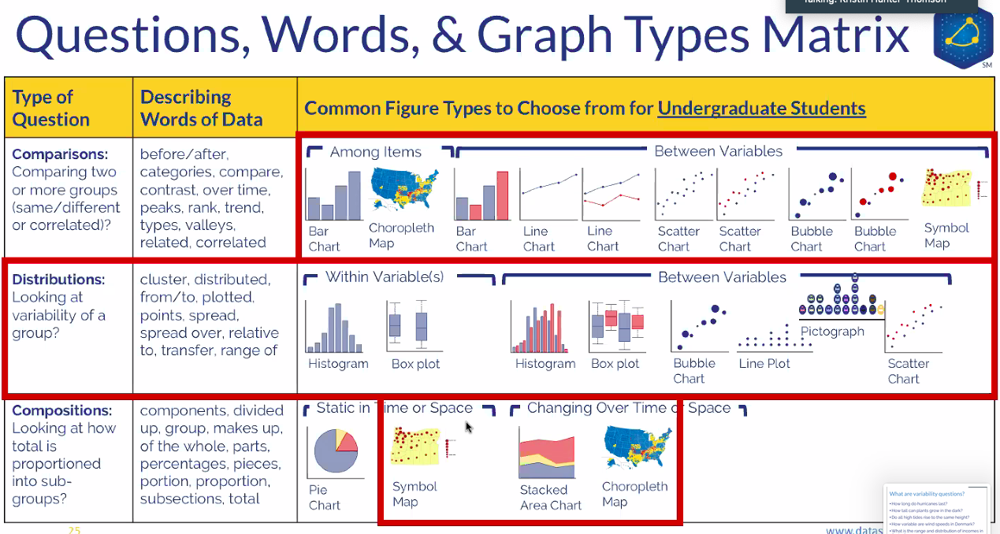 Talking: Kristin Hunter-Thomson
Questions, Words, & Graph Types Matrix
SM
Type of
Question
Describing
Words of Data
Common Figure Types to Choose from for Undergraduate Students
Comparisons:
Comparing two
or more groups
(same/different
or correlated)?
before/after,
categories, compare,
contrast, over time,
peaks, rank, trend,
types, valleys,
related, correlated
Among Items
Between Variables
Bar
Chart
Choropleth
Map
Bar
Chart
Line
Chart
Line
Chart
Scatter
Chart
Scatter
Chart
Bubble
Chart
Bubble
Chart
Symbol
Map
Distributions:
Looking at
variability of a
group?
cluster, distributed,
from/to, plotted,
points, spread,
spread over, relative
to, transfer, range of
Within Variable(s)
Between Variables
Histogram
Box plot
Histogram
Box plot
Bubble
Chart
Line Plot
Pictograph
Scatter
Chart
Compositions:
Looking at how
total is
proportioned
into sub-
groups?
components, divided
up, group, makes up,
of the whole, parts,
percentages, pieces,
portion, proportion,
subsections, total
Static in Time or Space
Changing Over Time or Space
Pie
Chart
Symbol
Map
Stacked
Area Chart
Choropleth
Map
What are variability questions?
•How long do hurricanes last?
•How tall can plants grow in the dark?
•Do all high tides rise to the same height?
•How variable are wind speeds in Denmark?
•What is the range and distribution of incomes in
25
www.datas